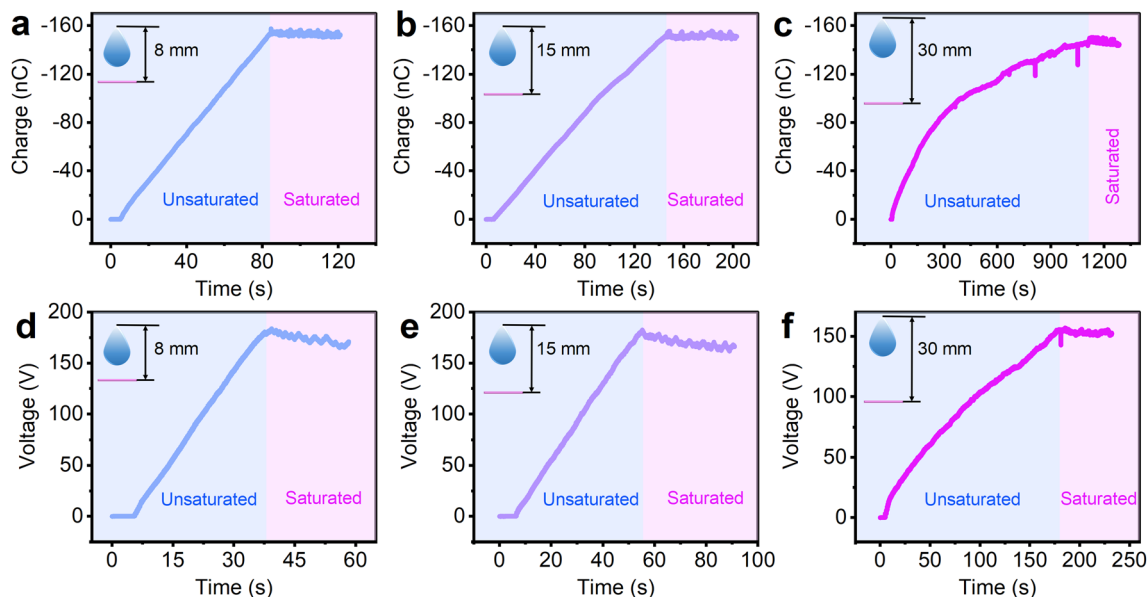 a
8 mm
Charge (nC)
-160
-120
-80
-40
0
Unsaturated
Saturated
0 40 80 120
Time (s)
b
15 mm
Charge (nC)
-160
-120
-80
-40
0
Unsaturated
Saturated
0 40 80 120 160 200
Time (s)
c
30 mm
Charge (nC)
-160
-120
-80
-40
0
Unsaturated
Saturated
0 300 600 900 1200
Time (s)
d
8 mm
Voltage (V)
200
150
100
50
0
Unsaturated
Saturated
0 15 30 45 60
Time (s)
e
15 mm
Voltage (V)
200
150
100
50
0
Unsaturated
Saturated
0 20 40 60 80 100
Time (s)
f
30 mm
Voltage (V)
150
100
50
0
Unsaturated
Saturated
0 50 100 150 200 250
Time (s)